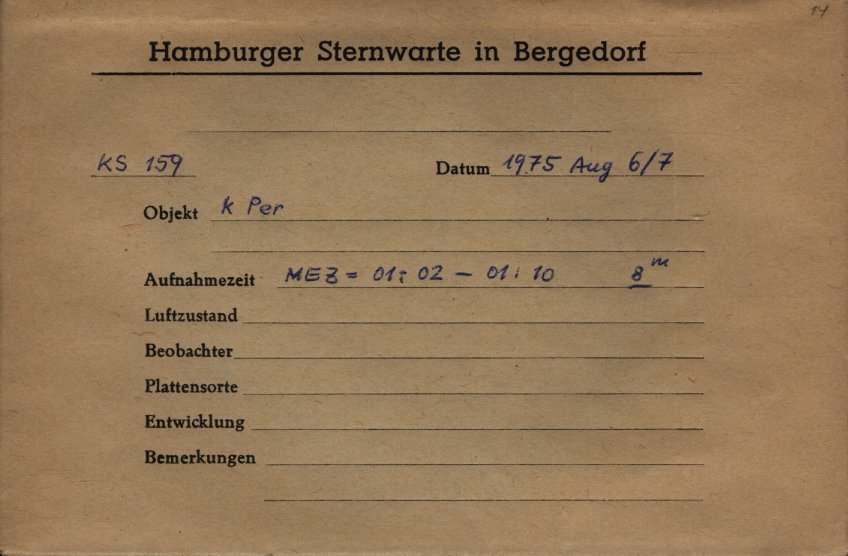 14
Hamburger Sternwarte in Bergedorf
KS 159 Datum 1975 Aug 6/7
Objekt k Per
Aufnahmezeit MEZ = 01:02 – 01:10 8 m
Luftzustand
Beobachter
Plattensorte
Entwicklung
Bemerkungen